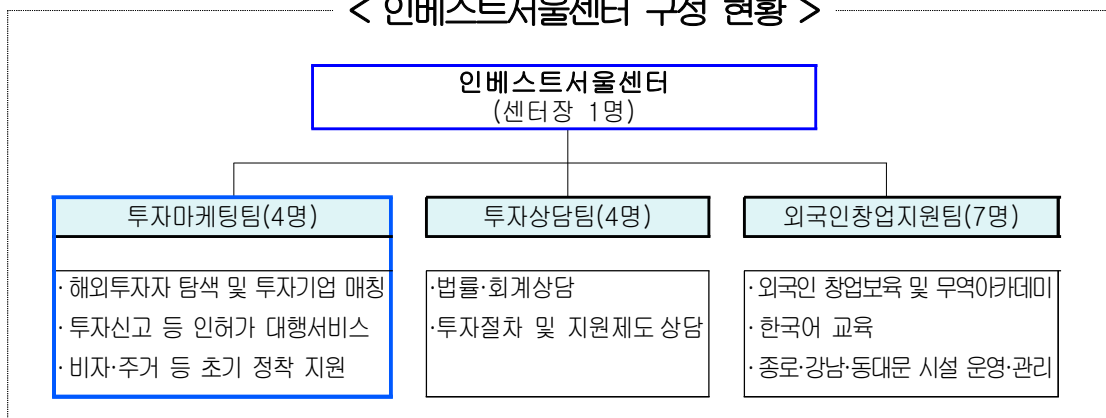 < 인베스트서울센터 구성 현황 >
인베스트서울센터
(센터장 1명)
투자마케팅팀(4명)
· 해외투자자 탐색 및 투자기업 매칭
· 투자신고 등 인허가 대행서비스
· 비자·주거 등 초기 정착 지원
투자상담팀(4명)
·법률·회계상담
·투자절차 및 지원제도 상담
외국인창업지원팀(7명)
· 외국인 창업보육 및 무역아카데미
· 한국어 교육
· 종로·강남·동대문 시설 운영·관리